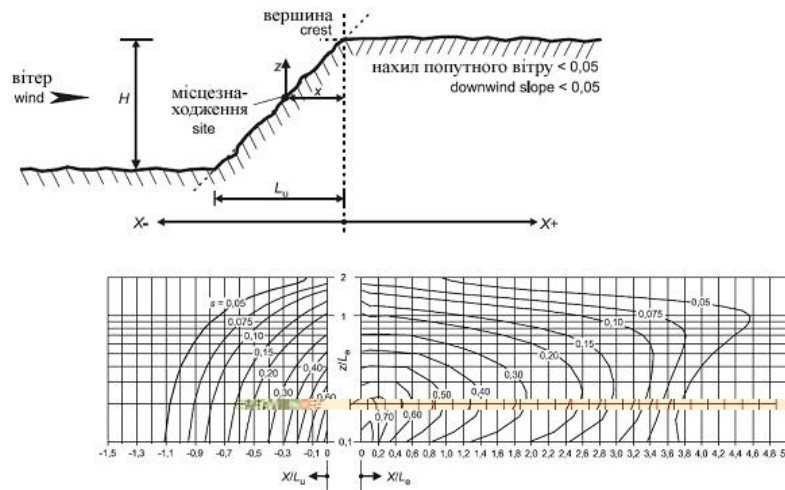 вершина
crest
вітер
wind
H
z
x
місцезна-
ходження
site
нахил попутного вітру < 0,05
downwind slope < 0,05
Lu
X-
X+
s = 0,05
0,075
0,10
0,15
0,20
0,30
0,40
0,60
2
1
0,1
z/Le
0,05
0,075
0,10
0,15
0,20
0,30
0,40
0,50
0,60
0,70
-1,5 -1,1 -0,9 -0,7 -0,5 -0,3 -0,1 0
0 0,2 0,4 0,6 0,8 1,0 1,2 1,4 1,6 1,8 2,0 2,2 2,4 2,6 2,8 3,0 3,2 3,4 3,6 3,8 4,0 4,2 4,4 4,6 4,8
X/Lu
X/Le